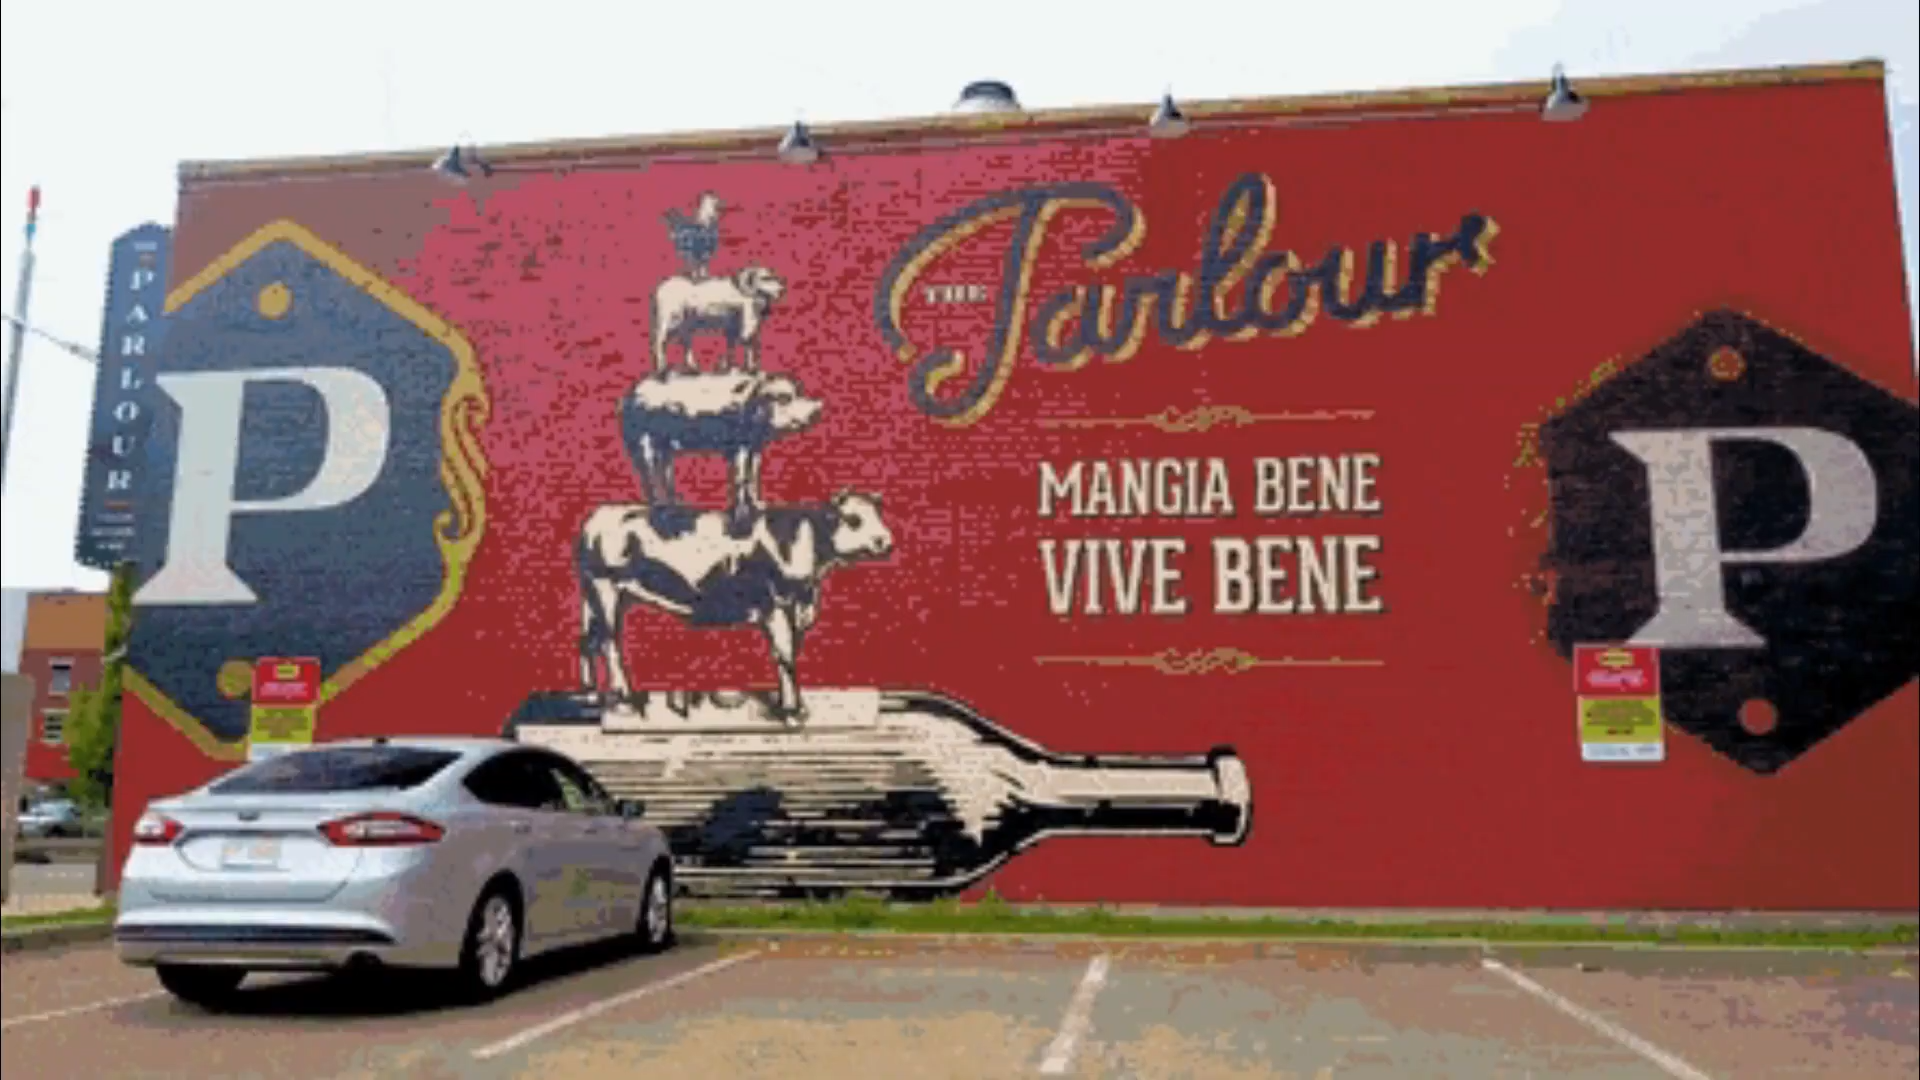 THE Parlour
MANGIA BENE
VIVE BENE
P
P
PARLOUR